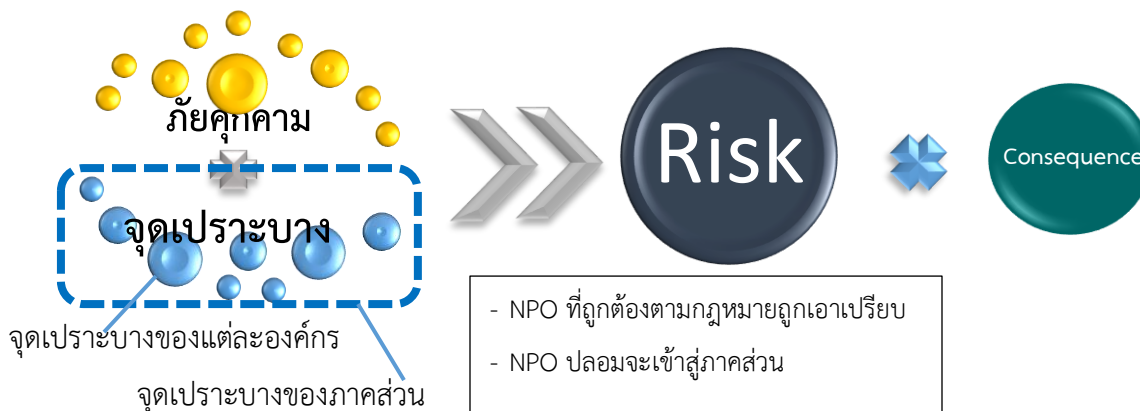 ภัยคุกคาม
จุดเปราะบาง
จุดเปราะบางของแต่ละองค์กร
จุดเปราะบางของภาคส่วน
Risk
Consequence
- NPO ที่ถูกต้องตามกฎหมายถูกเอาเปรียบ
- NPO ปลอมจะเข้าสู่ภาคส่วน